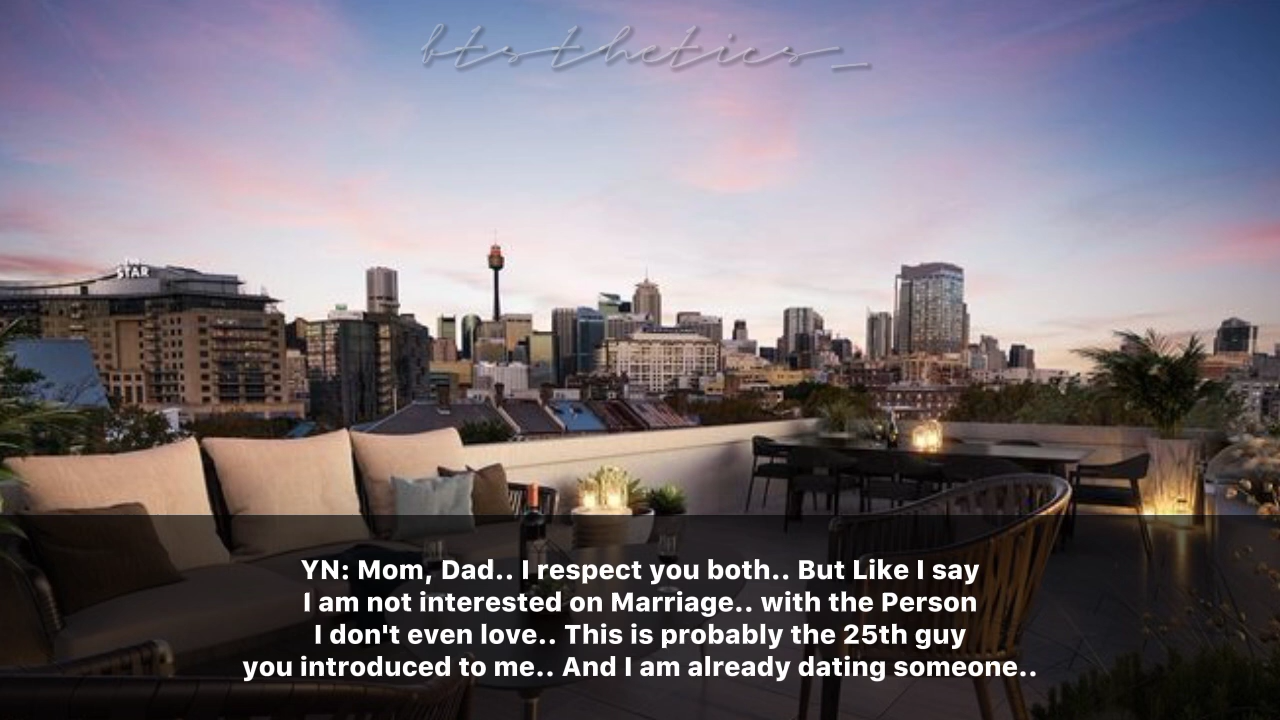 btsthetics_
STAR
YN: Mom, Dad.. I respect you both.. But Like I say
I am not interested on Marriage.. with the Person
I don't even love.. This is probably the 25th guy
you introduced to me.. And I am already dating someone..